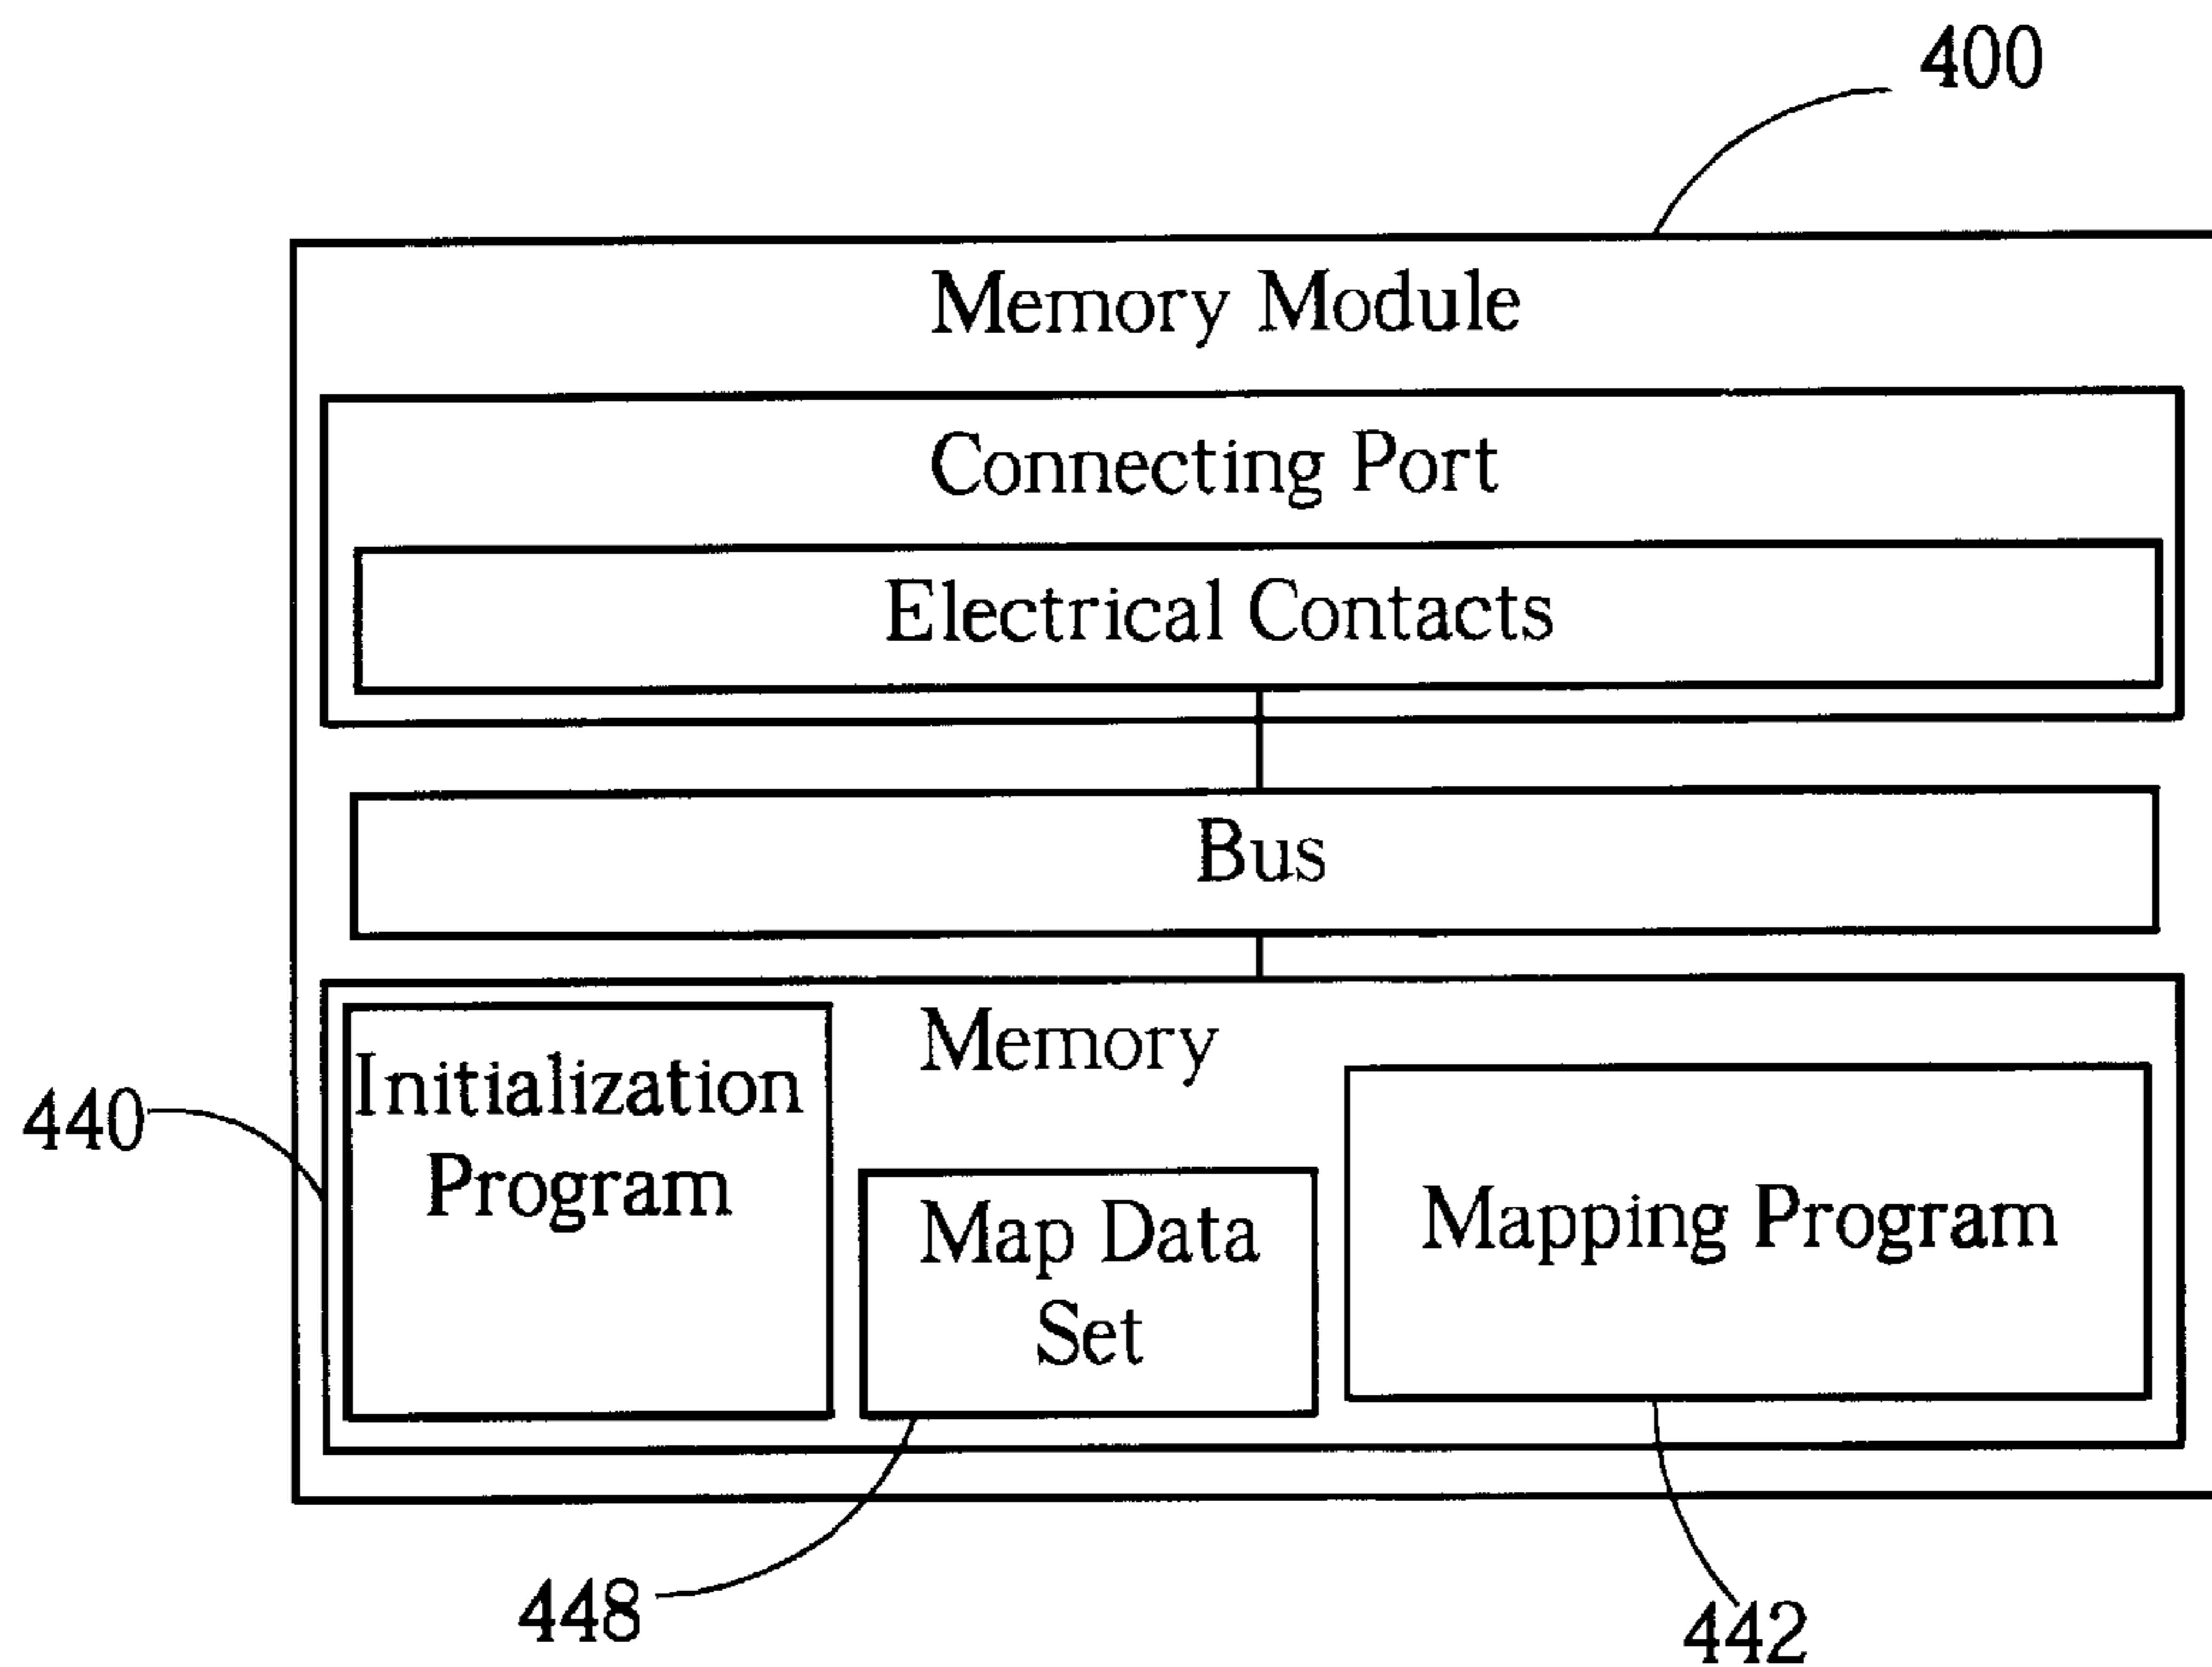 400
Memory Module
Connecting Port
Electrical Contacts
Bus
Memory
Initialization
Program
440
Map Data
Set
Mapping Program
448
442